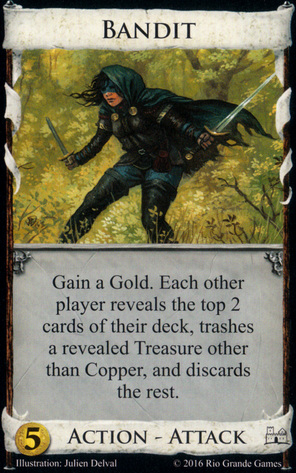 BANDIT
Gain a Gold. Each other
player reveals the top 2
cards of their deck, trashes
a revealed Treasure other
than Copper, and discards
the rest.
5 ACTION - ATTACK
Illustration: Julien Delval © 2016 Rio Grande Games